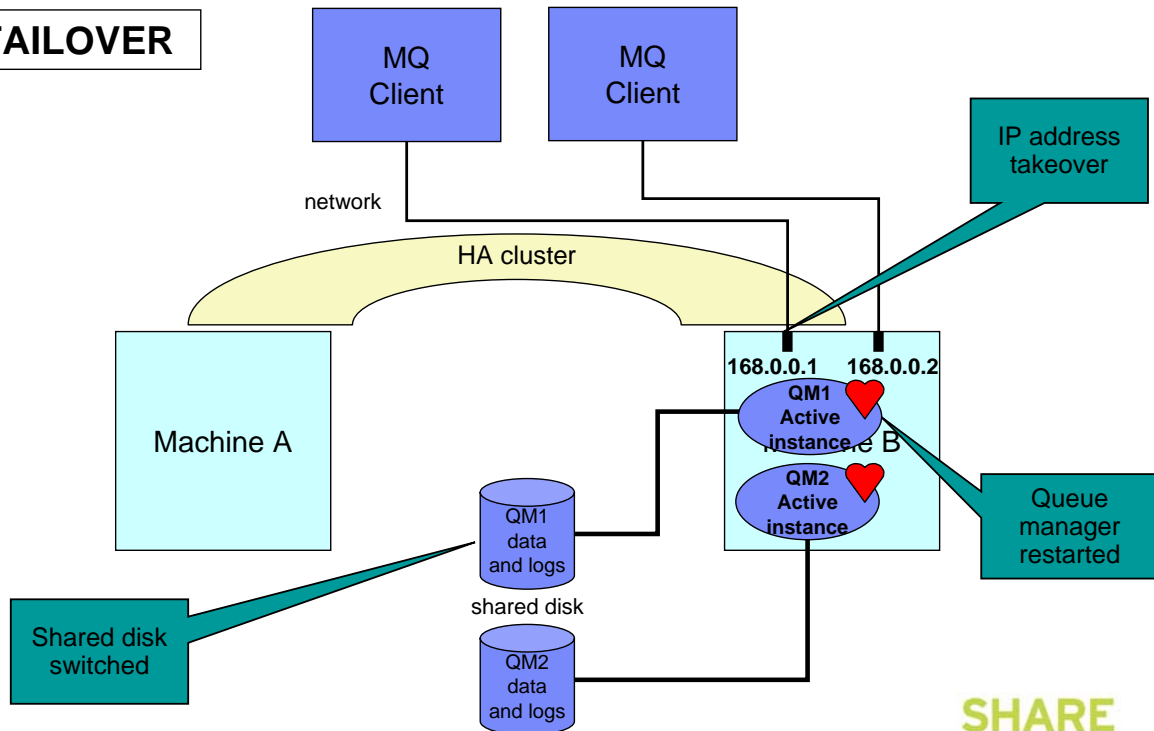 FAILOVER
MQ
Client
MQ
Client
IP address
takeover
network
HA cluster
168.0.0.1
168.0.0.2
QM1
Active
instance
Machine A
B
QM2
Active
instance
Queue
manager
restarted
QM1
data
and logs
shared disk
Shared disk
switched
QM2
data
and logs
SHARE